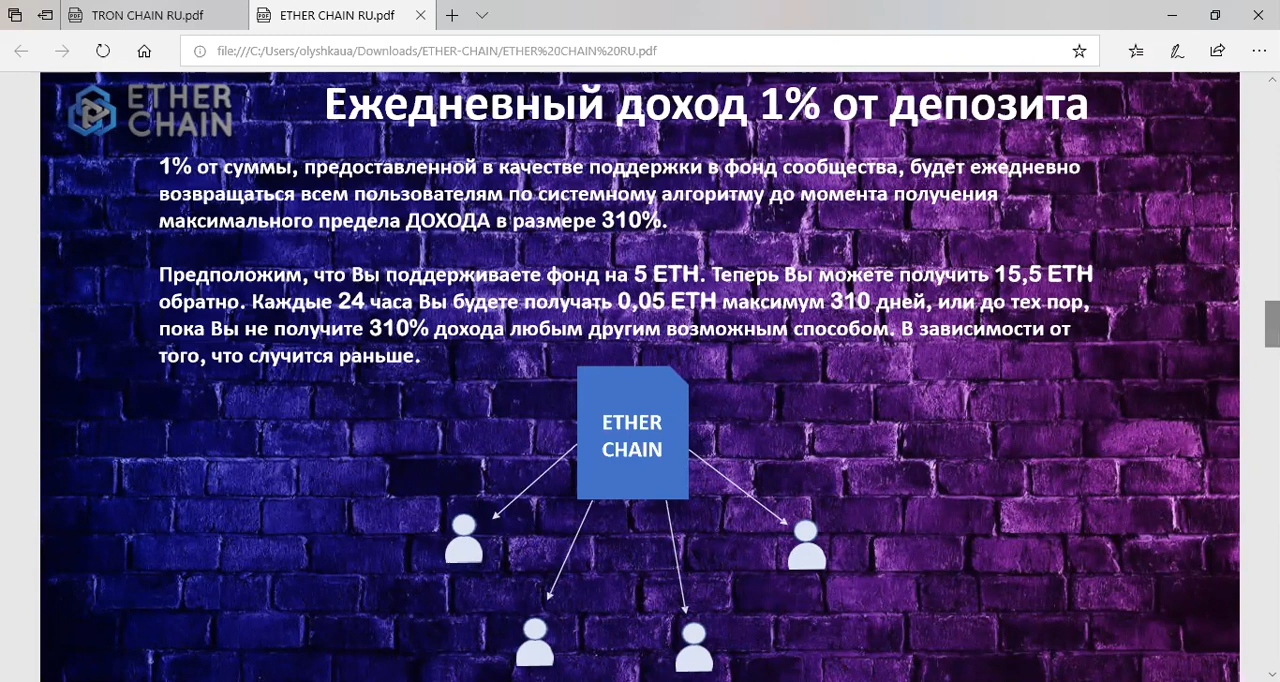 TRON CHAIN RU.pdf
ETHER CHAIN RU.pdf
file:///C:/Users/olyshkaua/Downloads/ETHER-CHAIN/ETHER%20CHAIN%20RU.pdf
ETHER
CHAIN
Ежедневный доход 1% от депозита
1% от суммы, предоставленной в качестве поддержки в фонд сообщества, будет ежедневно
возвращаться всем пользователям по системному алгоритму до момента получения
максимального предела ДОХОДА в размере 310%.
Предположим, что Вы поддерживаете фонд на 5 ETH. Теперь Вы можете получить 15,5 ETH
обратно. Каждые 24 часа Вы будете получать 0,05 ETH максимум 310 дней, или до тех пор,
пока Вы не получите 310% дохода любым другим возможным способом. В зависимости от
того, что случится раньше.
ETHER
CHAIN